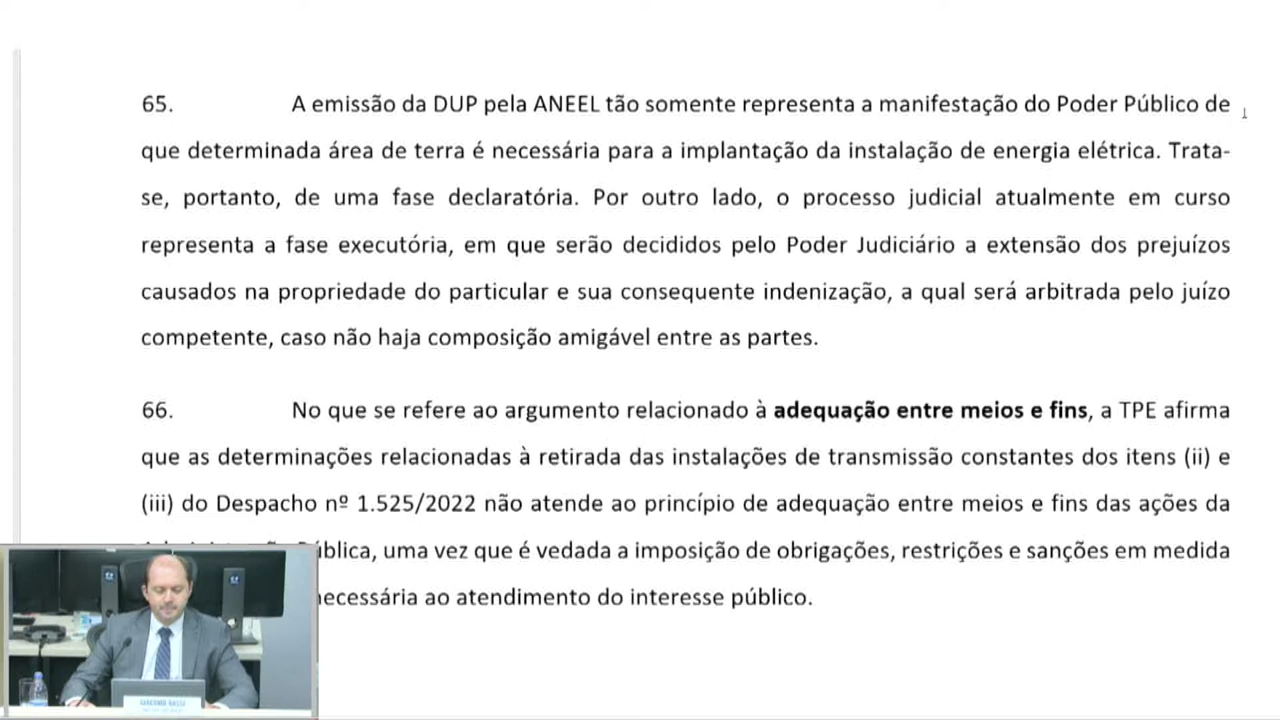 65. A emissão da DUP pela ANEEL tão somente representa a manifestação do Poder Público de
que determinada área de terra é necessária para a implantação da instalação de energia elétrica. Trata-
se, portanto, de uma fase declaratória. Por outro lado, o processo judicial atualmente em curso
representa a fase executória, em que serão decididos pelo Poder Judiciário a extensão dos prejuízos
causados na propriedade do particular e sua consequente indenização, a qual será arbitrada pelo juízo
competente, caso não haja composição amigável entre as partes.
66. No que se refere ao argumento relacionado à adequação entre meios e fins, a TPE afirma
que as determinações relacionadas à retirada das instalações de transmissão constantes dos itens (ii) e
(iii) do Despacho nº 1.525/2022 não atende ao princípio de adequação entre meios e fins das ações da
uma vez que é vedada a imposição de obrigações, restrições e sanções em medida
ao atendimento do interesse público.